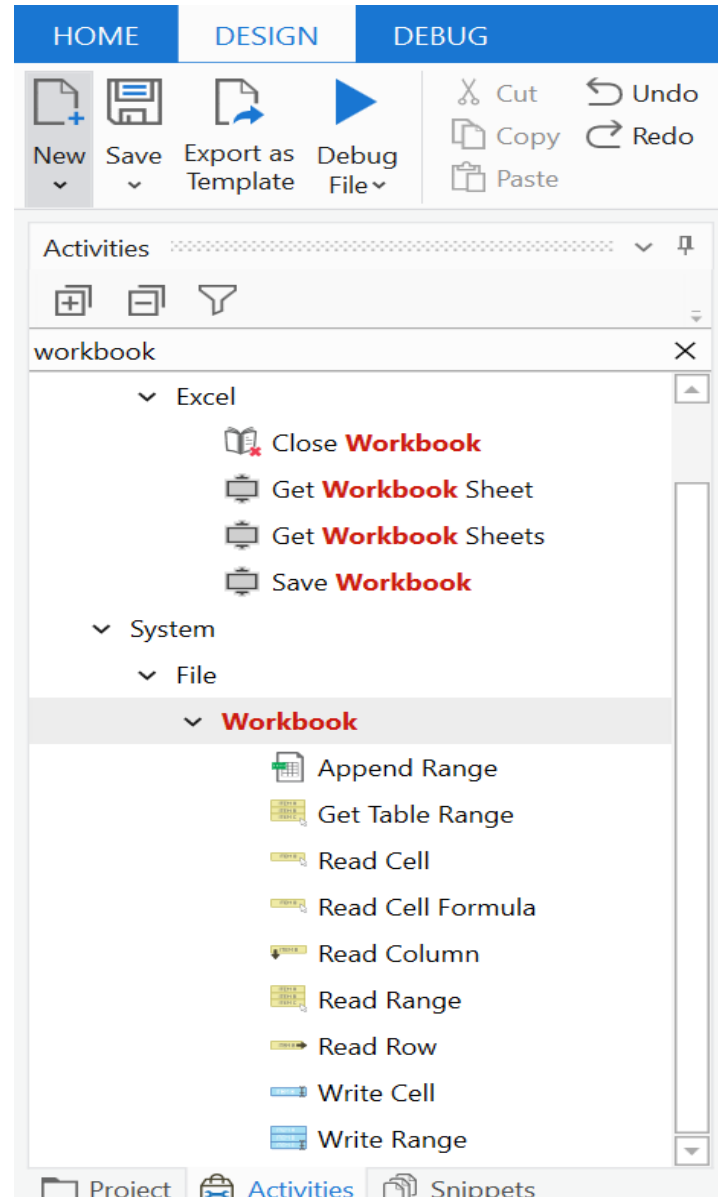 HOME DESIGN DEBUG
New Save Export as Template Debug File
Cut Undo
Copy Redo
Paste
Activities
workbook
Excel
Close Workbook
Get Workbook Sheet
Get Workbook Sheets
Save Workbook
System
File
Workbook
Append Range
Get Table Range
Read Cell
Read Cell Formula
Read Column
Read Range
Read Row
Write Cell
Write Range
Project Activities Snippets